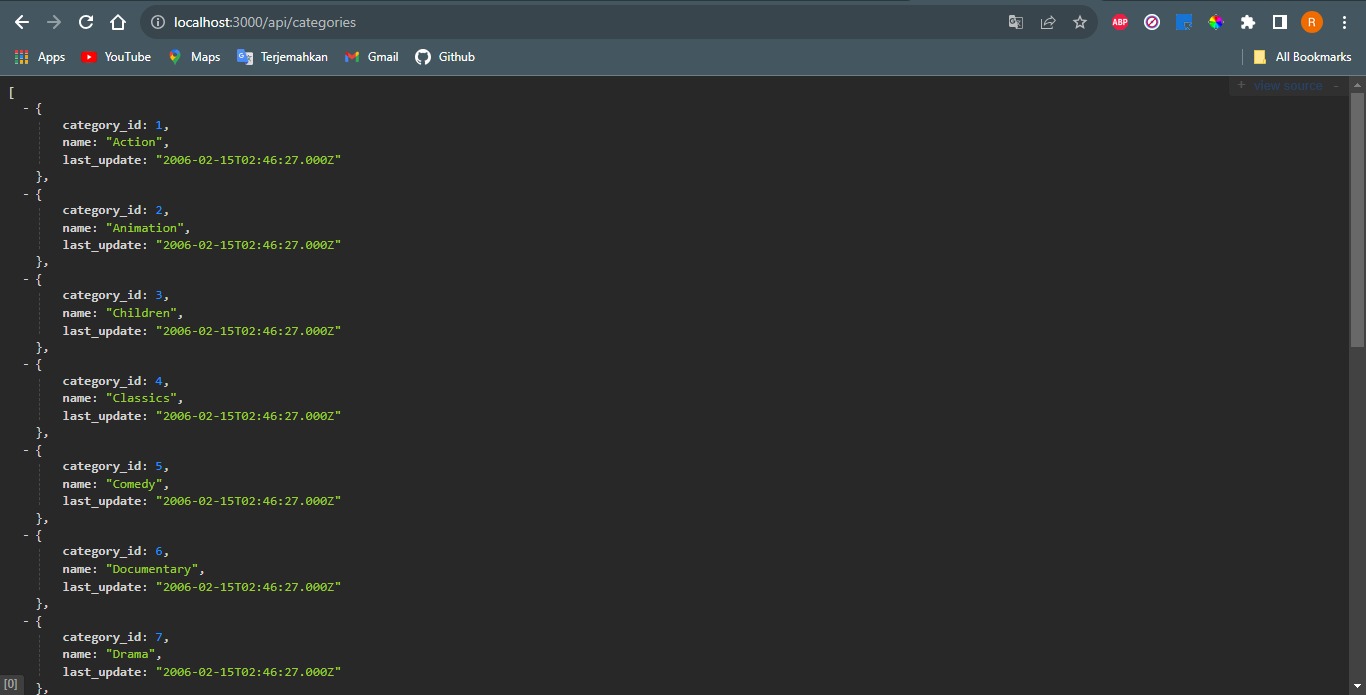 localhost:3000/api/categories
ABP
R
Apps YouTube Maps Terjemahkan Gmail Github All Bookmarks
+ view source -
[
- {
category_id: 1,
name: "Action",
last_update: "2006-02-15T02:46:27.000Z"
},
- {
category_id: 2,
name: "Animation",
last_update: "2006-02-15T02:46:27.000Z"
},
- {
category_id: 3,
name: "Children",
last_update: "2006-02-15T02:46:27.000Z"
},
- {
category_id: 4,
name: "Classics",
last_update: "2006-02-15T02:46:27.000Z"
},
- {
category_id: 5,
name: "Comedy",
last_update: "2006-02-15T02:46:27.000Z"
},
- {
category_id: 6,
name: "Documentary",
last_update: "2006-02-15T02:46:27.000Z"
},
- {
category_id: 7,
name: "Drama",
last_update: "2006-02-15T02:46:27.000Z"
},
[0]